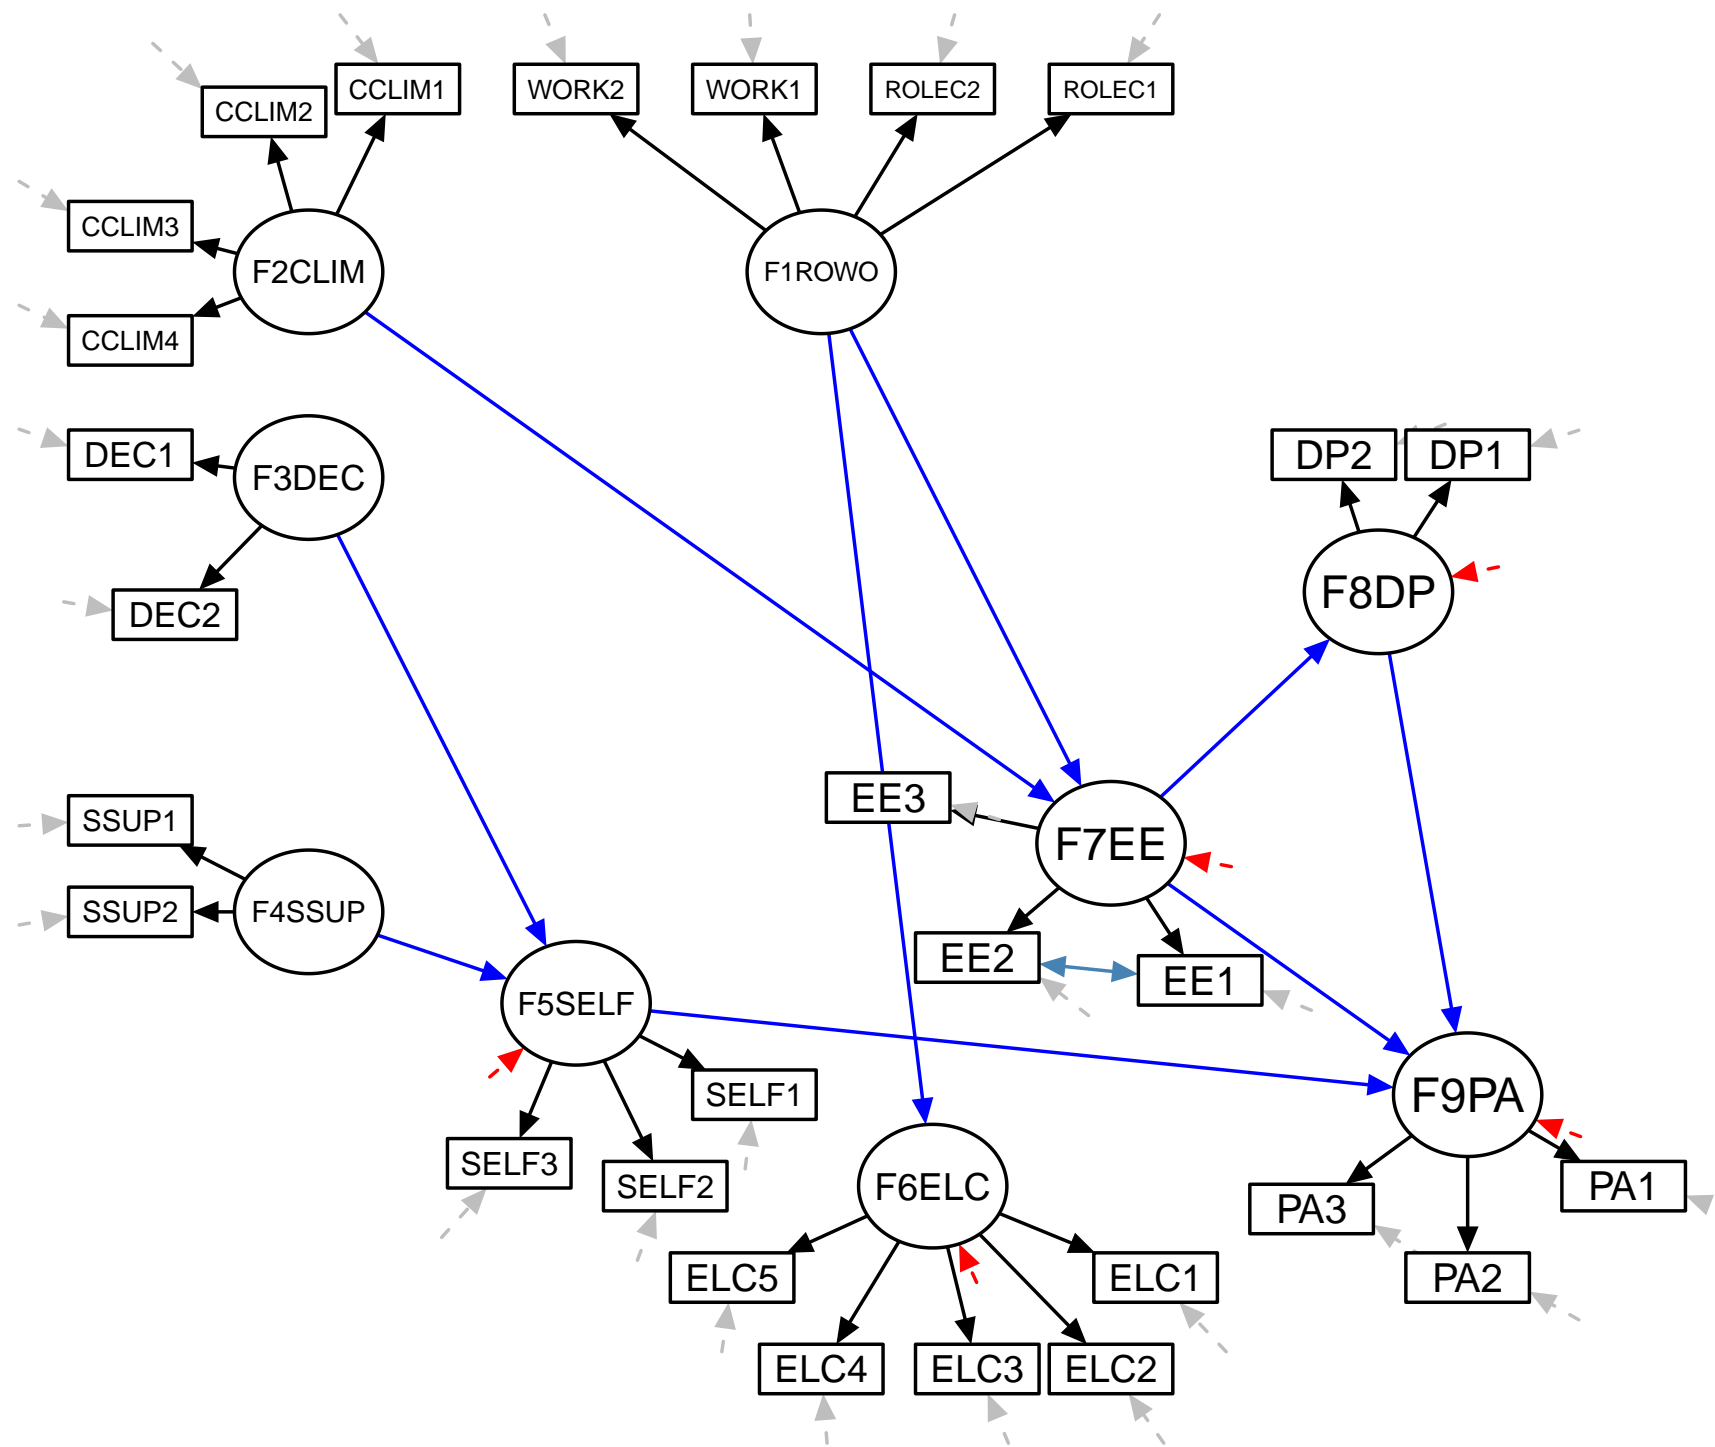 CCLIM1
WORK2
WORK1
ROLEC2
ROLEC1
CCLIM2
CCLIM3
F2CLIM
F1ROWO
CCLIM4
DEC1
F3DEC
DP2
DP1
F8DP
DEC2
EE3
SSUP1
F7EE
SSUP2
F4SSUP
EE2
EE1
F5SELF
SELF1
F9PA
SELF3
SELF2
F6ELC
PA1
PA3
ELC5
ELC1
PA2
ELC4
ELC3
ELC2